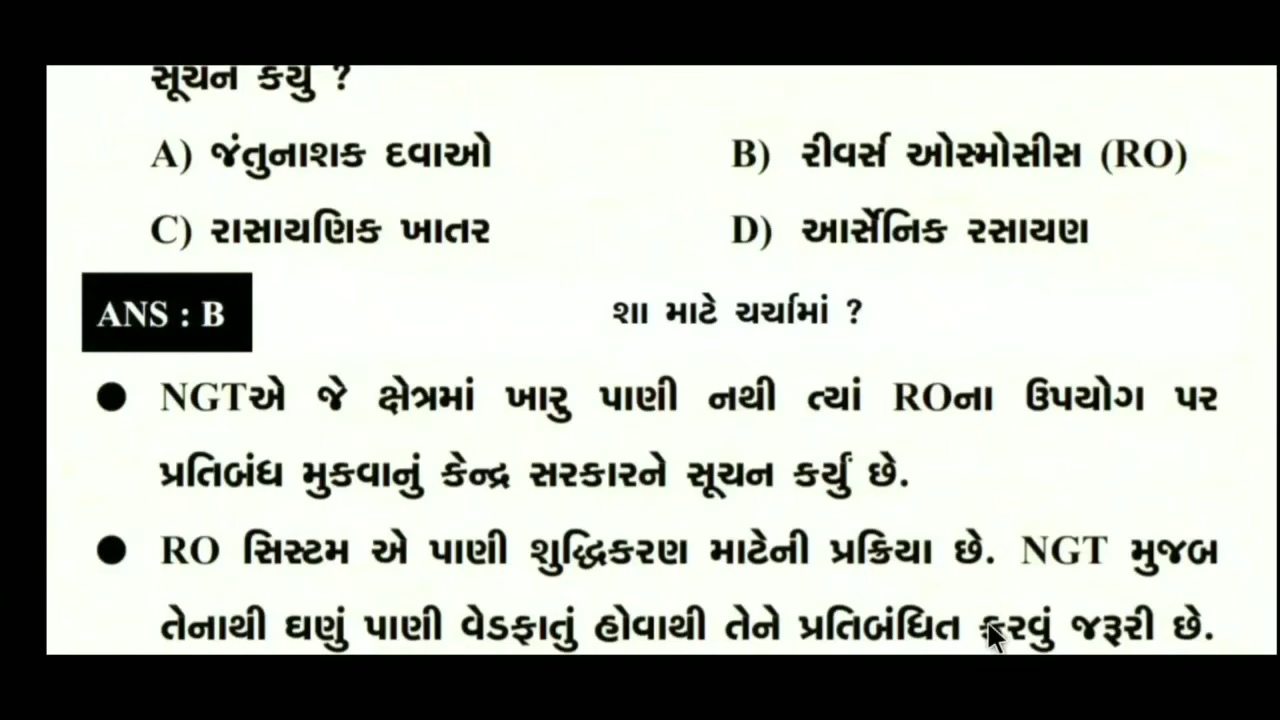 સૂચન કર્યુ ?
A) જંતુનાશક દવાઓ B) રીવર્સ ઓસ્મોસીસ (RO)
C) રાસાયણિક ખાતર D) આર્સેનિક રસાયણ
ANS : B શા માટે ચર્ચામાં ?
● NGTએ જે ક્ષેત્રમાં ખારુ પાણી નથી ત્યાં ROના ઉપયોગ પર
પ્રતિબંધ મુકવાનું કેન્દ્ર સરકારને સૂચન કર્યું છે.
● RO સિસ્ટમ એ પાણી શુદ્ધિકરણ માટેની પ્રક્રિયા છે. NGT મુજબ
તેનાથી ઘણું પાણી વેડફાતું હોવાથી તેને પ્રતિબંધિત કરવું જરૂરી છે.